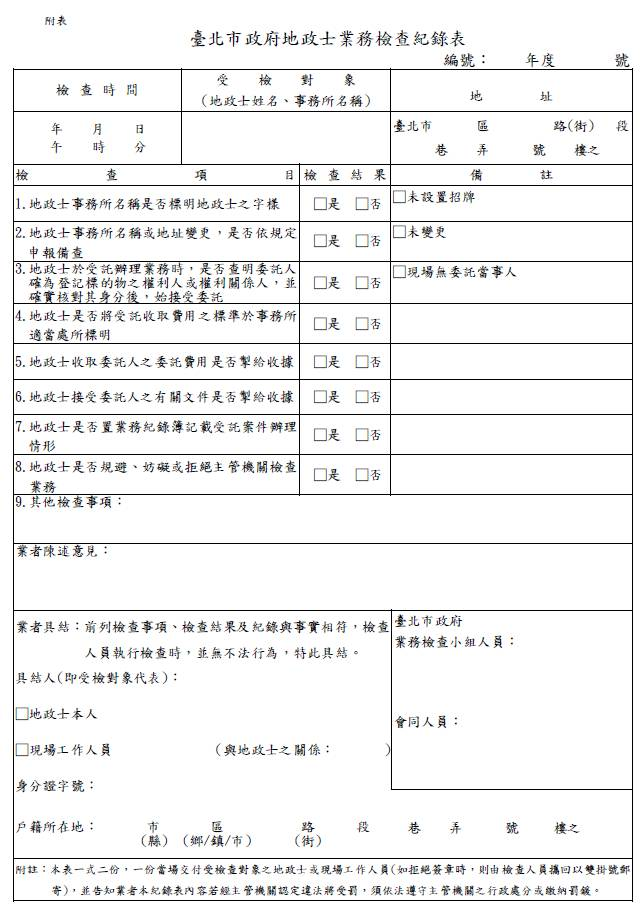 附表
臺北市政府地政士業務檢查紀錄表
編號： 年度 號
檢查時間
受檢對象
（地政士姓名、事務所名稱）
地址
年 月 日
午 時 分
臺北市 區 路(街) 段
巷 弄 號 樓之
檢查項目 檢查結果 備註
1.地政士事務所名稱是否標明地政士之字樣 □是 □否 □未設置招牌
2.地政士事務所名稱或地址變更，是否依規定
申報備查 □是 □否 □未變更
3.地政士於受託辦理業務時，是否查明委託人
確為登記標的物之權利人或權利關係人，並
確實核對其身分後，始接受委託 □是 □否 □現場無委託當事人
4.地政士是否將受託收取費用之標準於事務所
適當處所標明 □是 □否
5.地政士收取委託人之委託費用是否掣給收據 □是 □否
6.地政士接受委託人之有關文件是否掣給收據 □是 □否
7.地政士是否置業務紀錄簿記載受託案件辦理
情形 □是 □否
8.地政士是否規避、妨礙或拒絕主管機關檢查
業務 □是 □否
9.其他檢查事項：
業者陳述意見：
業者具結：前列檢查事項、檢查結果及紀錄與事實相符，檢查
人員執行檢查時，並無不法行為，特此具結。
具結人(即受檢對象代表)：
□地政士本人
□現場工作人員 （與地政士之關係： ）
身分證字號：
臺北市政府
業務檢查小組人員：
會同人員：
戶籍所在地： 市 區 路 段 巷 弄 號 樓之
(縣) (鄉/鎮/市) (街)
附註：本表一式二份，一份當場交付受檢查對象之地政士或現場工作人員(如拒絕簽章時，則由檢查人員攜回以雙掛號郵
寄)，並告知業者本紀錄表內容若經主管機關認定違法將受罰，須依法遵守主管機關之行政處分或繳納罰鍰。